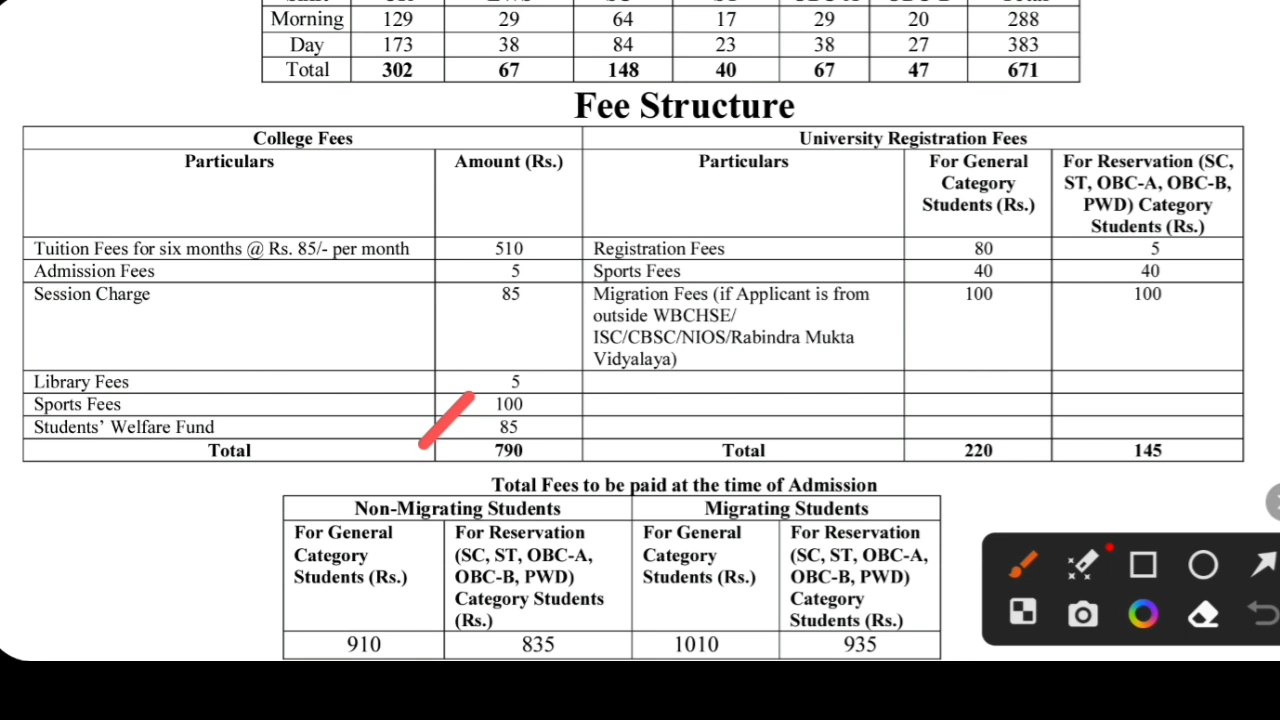 Morning 129 29 64 17 29 20 288
Day 173 38 84 23 38 27 383
Total 302 67 148 40 67 47 671
Fee Structure
College Fees University Registration Fees
Particulars Amount (Rs.) Particulars For General Category Students (Rs.) For Reservation (SC, ST, OBC-A, OBC-B, PWD) Category Students (Rs.)
Tuition Fees for six months @ Rs. 85/- per month 510 Registration Fees 80 5
Admission Fees 5 Sports Fees 40 40
Session Charge 85 Migration Fees (if Applicant is from 100 100
outside WBCHSE/
ISC/CBSC/NIOS/Rabindra Mukta
Vidyalaya)
Library Fees 5
Sports Fees 100
Students’ Welfare Fund 85
Total 790 Total 220 145
Total Fees to be paid at the time of Admission
Non-Migrating Students Migrating Students
For General Category Students (Rs.) For Reservation (SC, ST, OBC-A, OBC-B, PWD) Category Students (Rs.) For General Category Students (Rs.) For Reservation (SC, ST, OBC-A, OBC-B, PWD) Category Students (Rs.)
910 835 1010 935